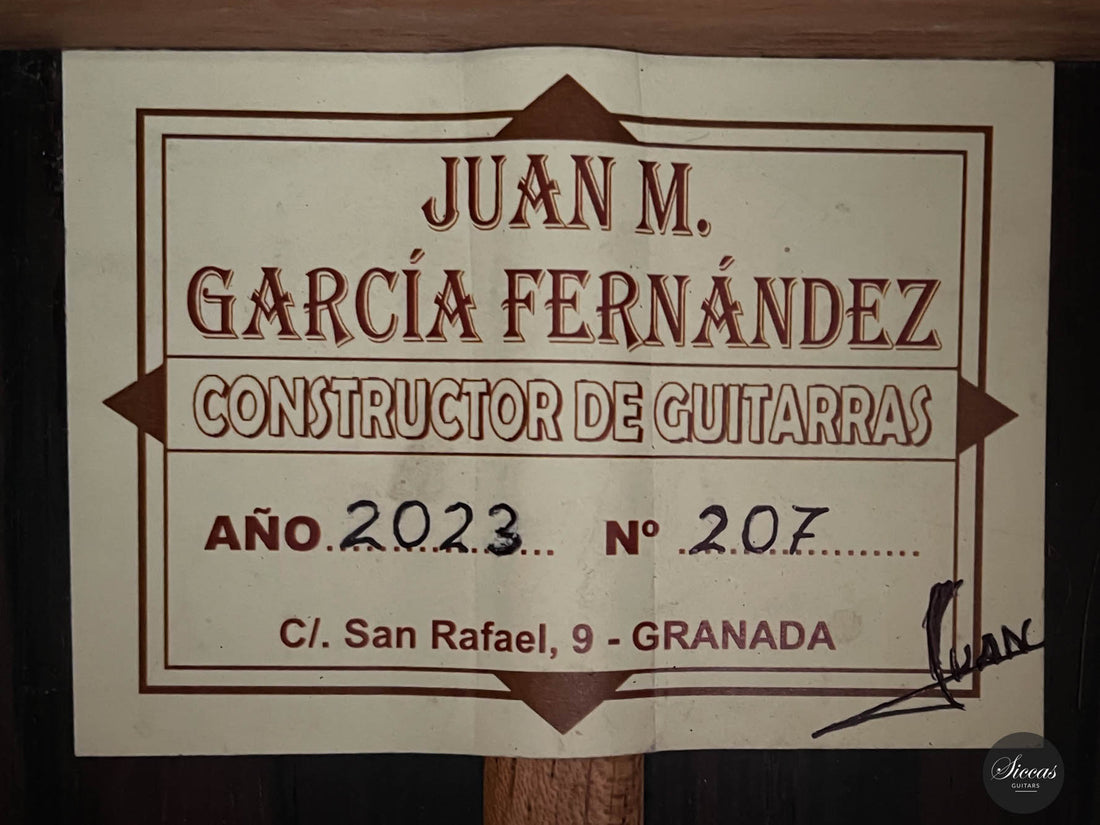 JUAN M.
GARCÍA FERNÁNDEZ
CONSTRUCTOR DE GUITARRAS
AÑO 2023 Nº 207
C/. San Rafael, 9 - GRANADA
Juan
Siccas
GUITARS